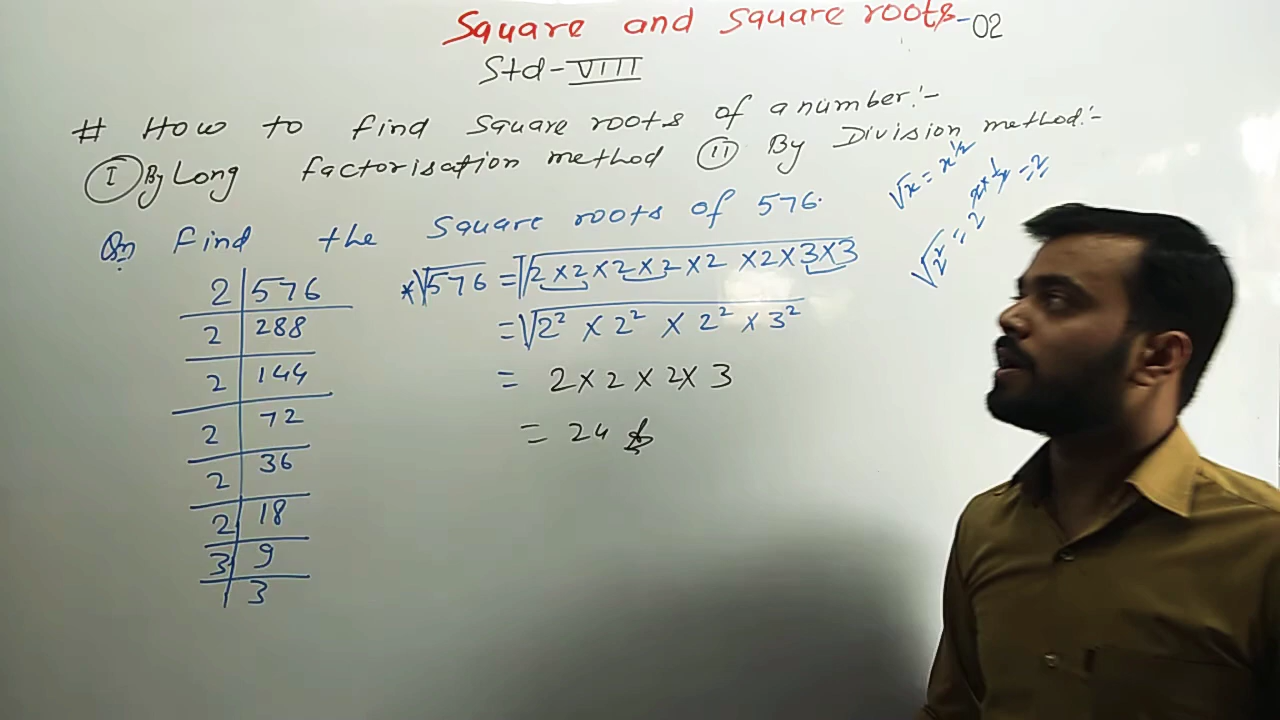 Square and square roots-02
Std-VIII
# How to find square roots of a number:-
(I) By Long factorisation method (II) By Division method:-
Qn find the square roots of 576.
√x = x^1/2
2 | 576
2 | 288
2 | 144
2 | 72
2 | 36
2 | 18
3 | 9
| 3
*√576 = √2×2×2×2×2×2×3×3
= √2² × 2² × 2² × 3²
= 2×2×2×3
= 24